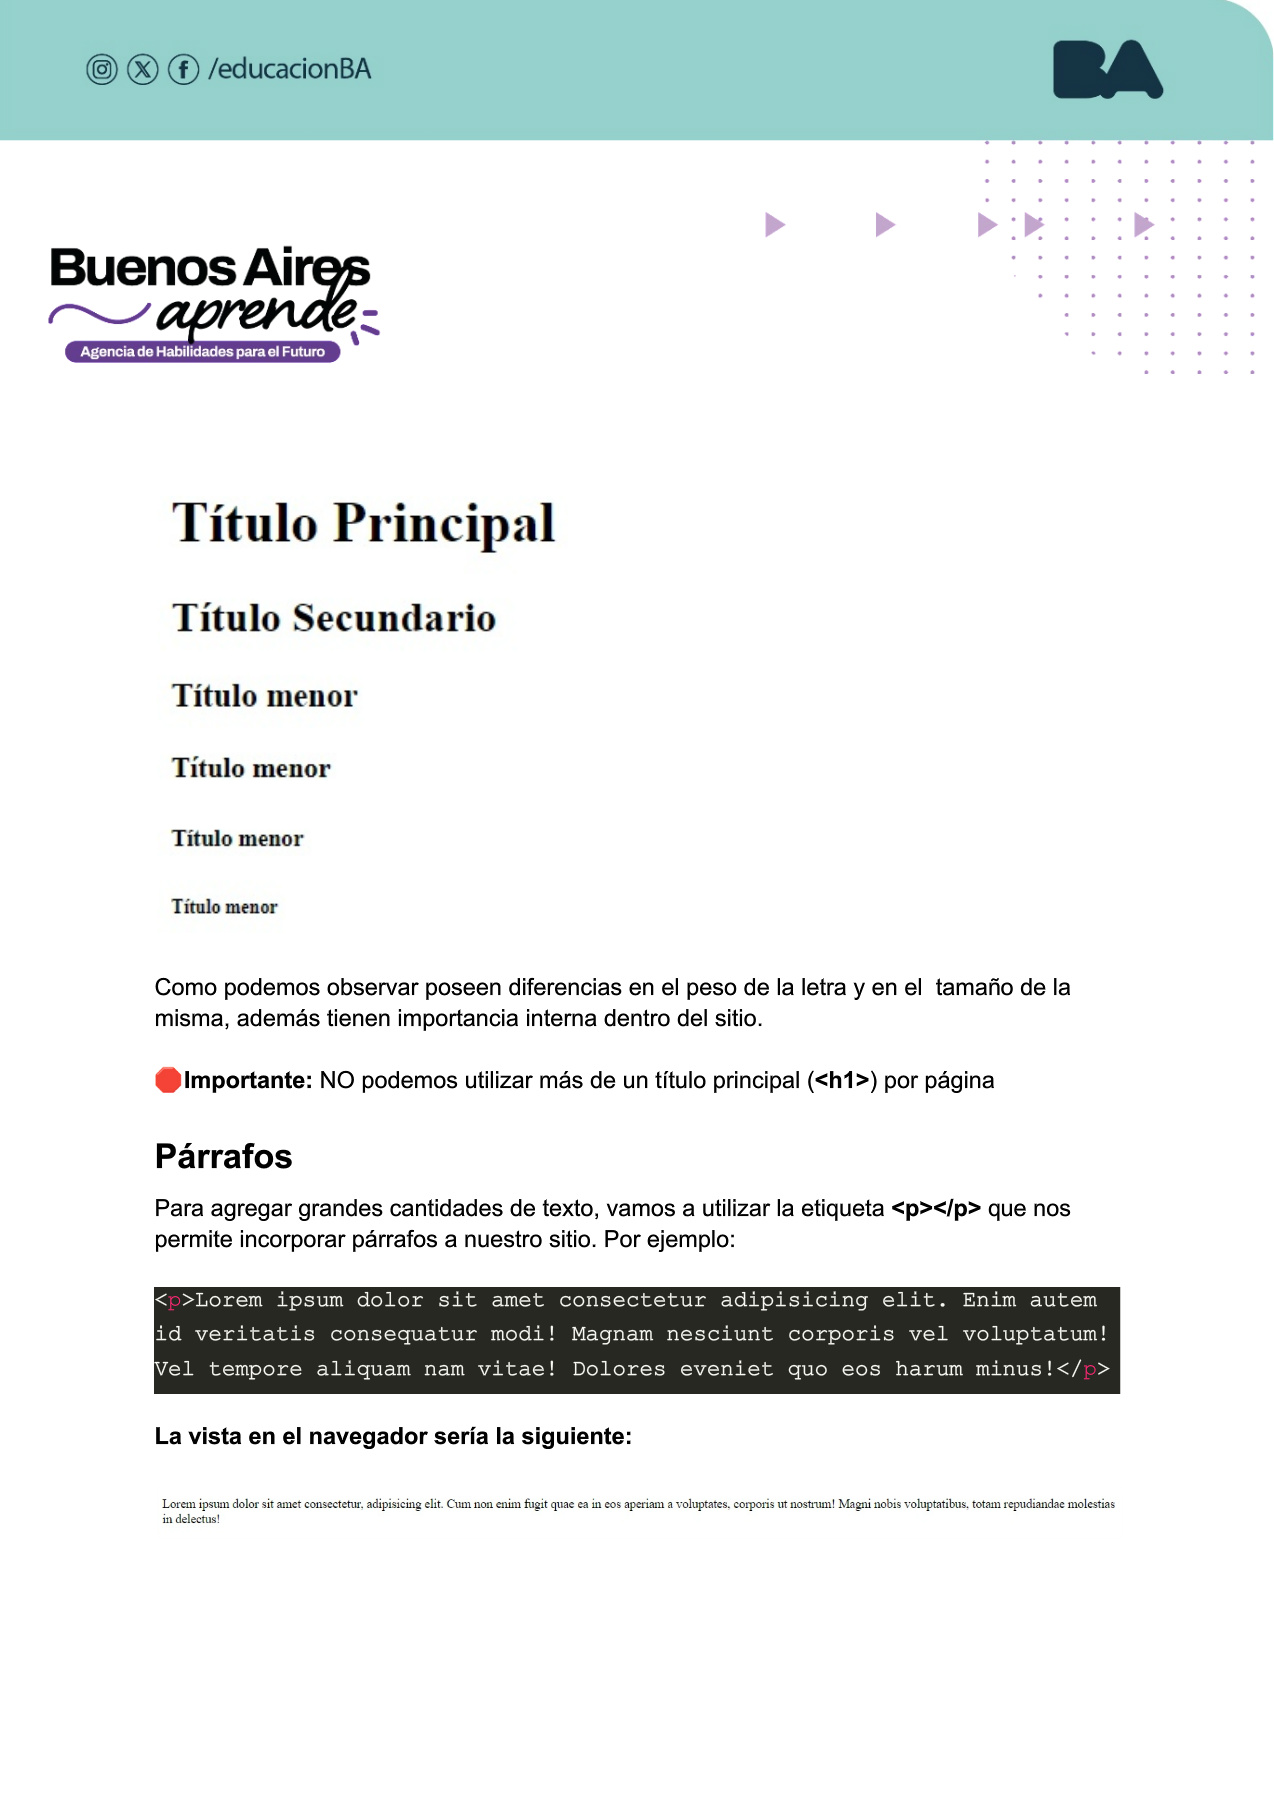 /educacionBA
BA
Buenos Aires
aprende
Agencia de Habilidades para el Futuro
Título Principal
Título Secundario
Título menor
Título menor
Título menor
Título menor
Como podemos observar poseen diferencias en el peso de la letra y en el  tamaño de la
misma, además tienen importancia interna dentro del sitio.
🛑Importante: NO podemos utilizar más de un título principal (<h1>) por página
Párrafos
Para agregar grandes cantidades de texto, vamos a utilizar la etiqueta <p></p> que nos
permite incorporar párrafos a nuestro sitio. Por ejemplo:
<p>Lorem ipsum dolor sit amet consectetur adipisicing elit. Enim autem
id veritatis consequatur modi! Magnam nesciunt corporis vel voluptatum!
Vel tempore aliquam nam vitae! Dolores eveniet quo eos harum minus!</p>
La vista en el navegador sería la siguiente:
Lorem ipsum dolor sit amet consectetur, adipisicing elit. Cum non enim fugit quae ea in eos aperiam a voluptates, corporis ut nostrum! Magni nobis voluptatibus, totam repudiandae molestias
in delectus!